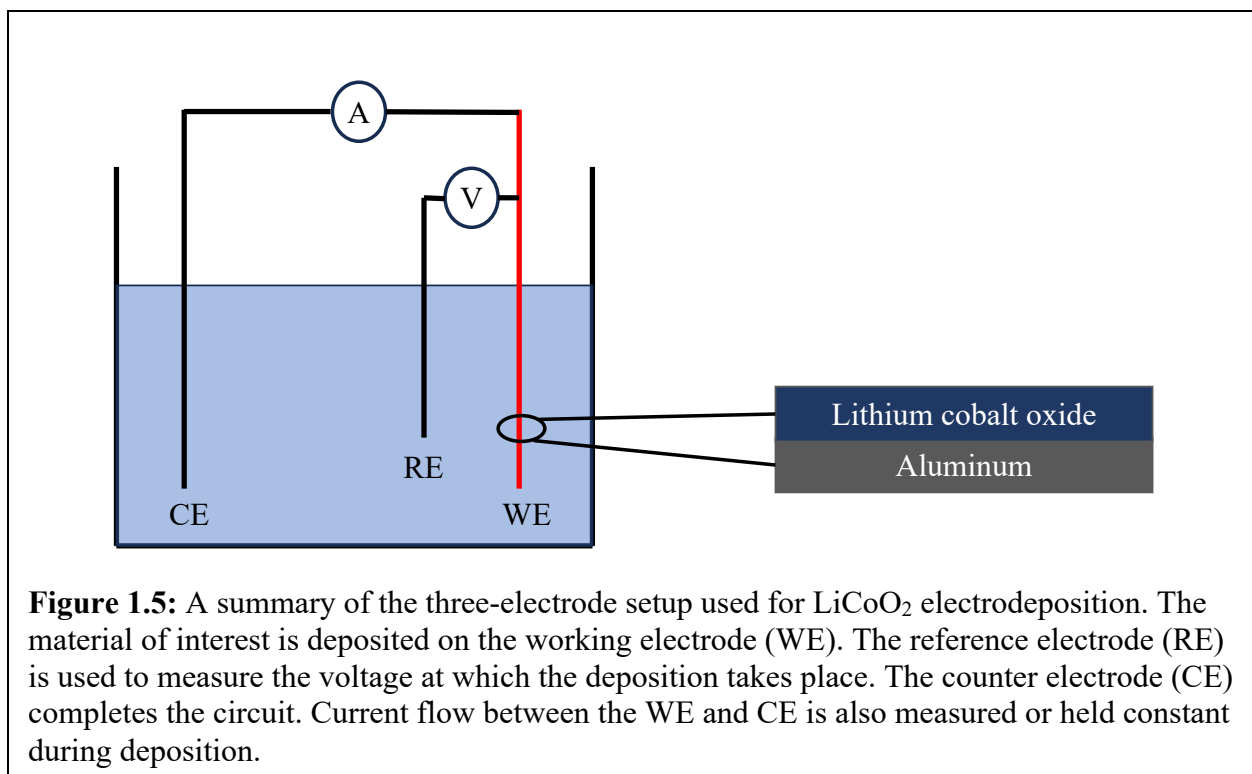 A
V
Lithium cobalt oxide
Aluminum
RE
CE
WE
Figure 1.5: A summary of the three-electrode setup used for LiCoO₂ electrodeposition. The
material of interest is deposited on the working electrode (WE). The reference electrode (RE)
is used to measure the voltage at which the deposition takes place. The counter electrode (CE)
completes the circuit. Current flow between the WE and CE is also measured or held constant
during deposition.